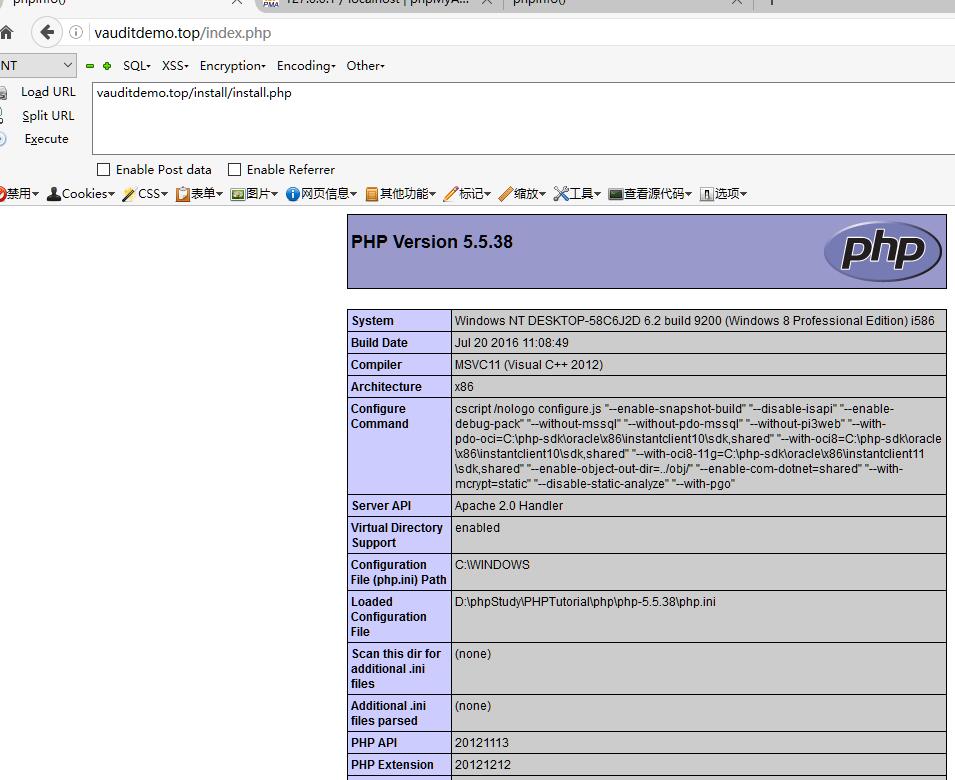 phpinfo()
127.0.0.1 / localhost | phpMyA...
phpinfo()
vauditdemo.top/index.php
NT
SQL
XSS
Encryption
Encoding
Other
Load URL
vauditdemo.top/install/install.php
Split URL
Execute
Enable Post data
Enable Referrer
禁用
Cookies
CSS
表单
图片
网页信息
其他功能
标记
缩放
工具
查看源代码
选项
PHP Version 5.5.38
php
System
Windows NT DESKTOP-58C6J2D 6.2 build 9200 (Windows 8 Professional Edition) i586
Build Date
Jul 20 2016 11:08:49
Compiler
MSVC11 (Visual C++ 2012)
Architecture
x86
Configure
Command
cscript /nologo configure.js "--enable-snapshot-build" "--disable-isapi" "--enable-
debug-pack" "--without-mssql" "--without-pdo-mssql" "--without-pi3web" "--with-
pdo-oci=C:\php-sdk\oracle\x86\instantclient10\sdk,shared" "--with-oci8=C:\php-sdk\oracle
\x86\instantclient10\sdk,shared" "--with-oci8-11g=C:\php-sdk\oracle\x86\instantclient11
\sdk,shared" "--enable-object-out-dir=../obj/" "--enable-com-dotnet=shared" "--with-
mcrypt=static" "--disable-static-analyze" "--with-pgo"
Server API
Apache 2.0 Handler
Virtual Directory
Support
enabled
Configuration
File (php.ini) Path
C:\WINDOWS
Loaded
Configuration
File
D:\phpStudy\PHPTutorial\php\php-5.5.38\php.ini
Scan this dir for
additional .ini
files
(none)
Additional .ini
files parsed
(none)
PHP API
20121113
PHP Extension
20121212